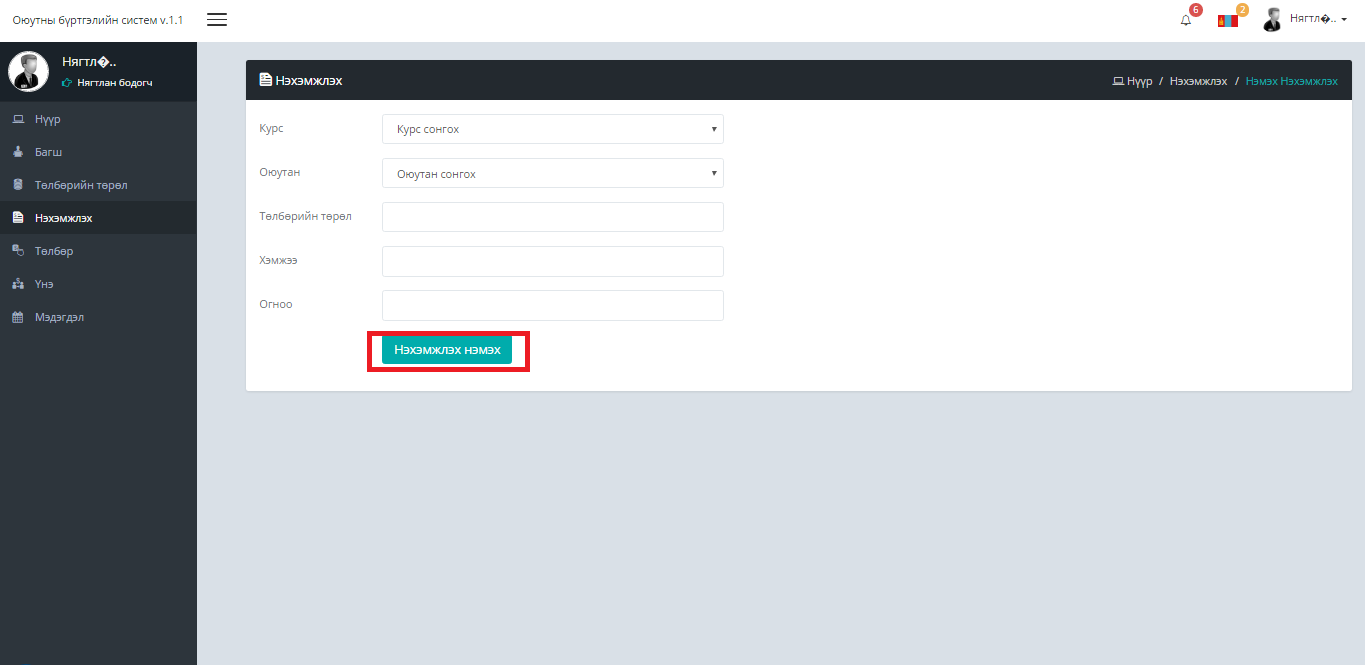 Оюутны бүртгэлийн систем v.1.1
6
2
Нягтл�..
Нягтл�..
Нягтлан бодогч
Нүүр
Багш
Төлбөрийн төрөл
Нэхэмжлэх
Төлбөр
Үнэ
Мэдэгдэл
Нэхэмжлэх
Нүүр / Нэхэмжлэх / Нэмэх Нэхэмжлэх
Курс
Курс сонгох
Оюутан
Оюутан сонгох
Төлбөрийн төрөл
Хэмжээ
Огноо
Нэхэмжлэх нэмэх